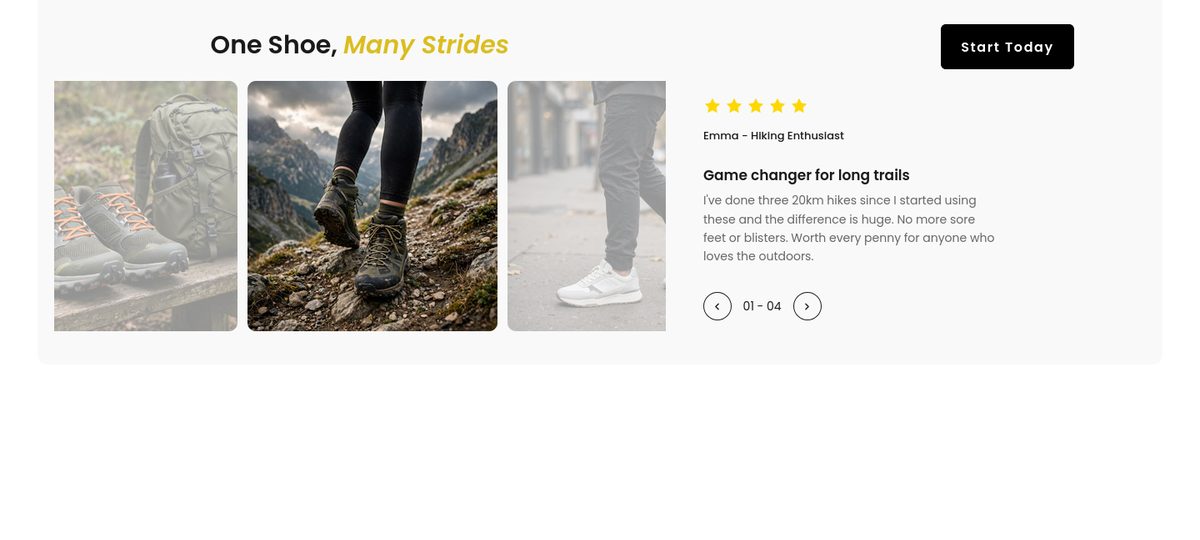 One Shoe, Many Strides
Start Today
Emma - Hiking Enthusiast
Game changer for long trails
I've done three 20km hikes since I started using
these and the difference is huge. No more sore
feet or blisters. Worth every penny for anyone who
loves the outdoors.
01 - 04